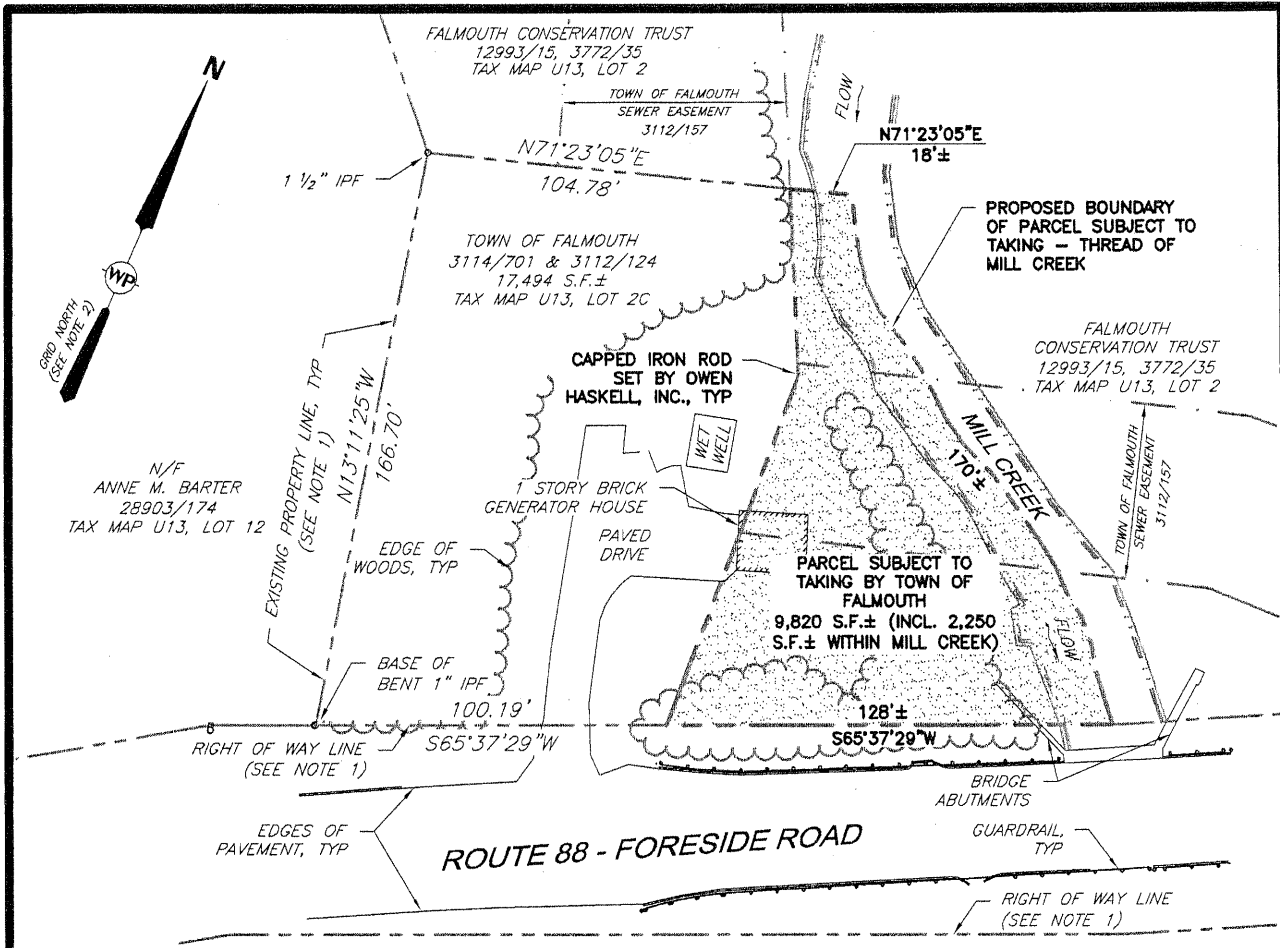 FALMOUTH CONSERVATION TRUST
12993/15, 3772/35
TAX MAP U13, LOT 2
TOWN OF FALMOUTH
SEWER EASEMENT
3112/157
FLOW
N
N71°23'05"E
18'±
N71°23'05"E
104.78'
1 ½" IPF
PROPOSED BOUNDARY
OF PARCEL SUBJECT TO
TAKING – THREAD OF
MILL CREEK
TOWN OF FALMOUTH
3114/701 & 3112/124
17,494 S.F.±
TAX MAP U13, LOT 2C
WP
GRID NORTH
(SEE NOTE 2)
FALMOUTH
CONSERVATION TRUST
12993/15, 3772/35
TAX MAP U13, LOT 2
CAPPED IRON ROD
SET BY OWEN
HASKELL, INC., TYP
EXISTING PROPERTY LINE, TYP
(SEE NOTE 1)
N13°11'25"W
166.70'
WET
WELL
MILL CREEK
170'±
N/F
ANNE M. BARTER
28903/174
TAX MAP U13, LOT 12
1 STORY BRICK
GENERATOR HOUSE
TOWN OF FALMOUTH
SEWER EASEMENT
3112/157
PAVED
DRIVE
EDGE OF
WOODS, TYP
PARCEL SUBJECT TO
TAKING BY TOWN OF
FALMOUTH
9,820 S.F.± (INCL. 2,250
S.F.± WITHIN MILL CREEK)
FLOW
BASE OF
BENT 1" IPF
100.19'
S65°37'29"W
128'±
S65°37'29"W
RIGHT OF WAY LINE
(SEE NOTE 1)
BRIDGE
ABUTMENTS
EDGES OF
PAVEMENT, TYP
ROUTE 88 - FORESIDE ROAD
GUARDRAIL,
TYP
RIGHT OF WAY LINE
(SEE NOTE 1)